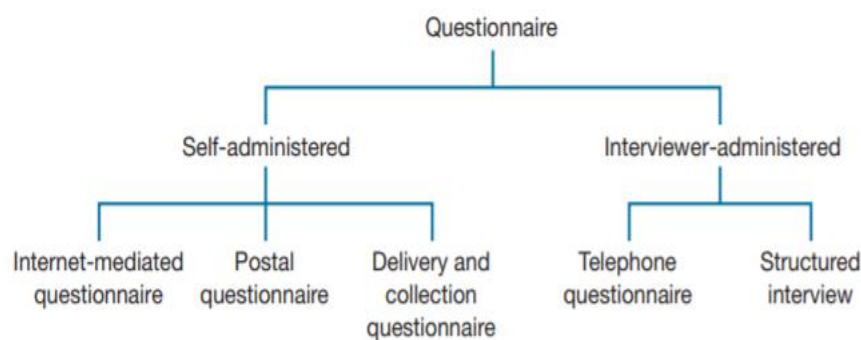 Questionnaire
Self-administered
Interviewer-administered
Internet-mediated
questionnaire
Postal
questionnaire
Delivery and
collection
questionnaire
Telephone
questionnaire
Structured
interview